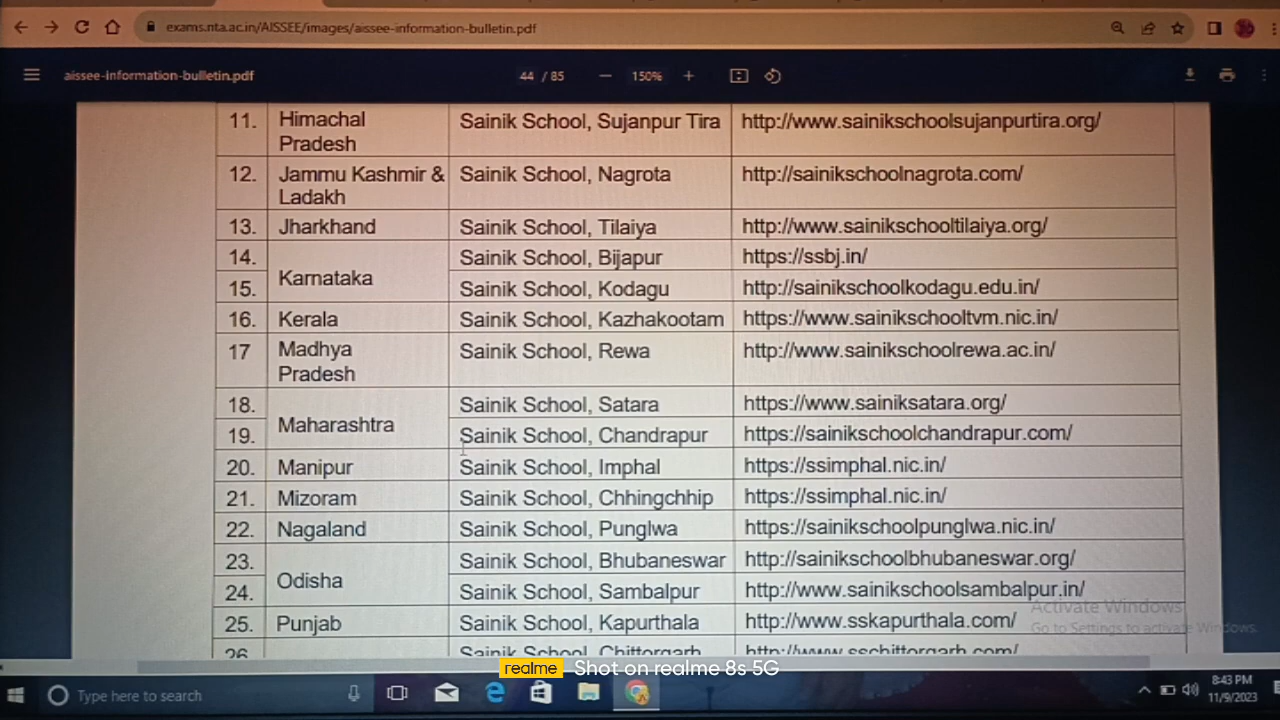 exams.nta.ac.in/AISSEE/images/aissee-information-bulletin.pdf
aissee-information-bulletin.pdf 44 / 85 150%
11. Himachal Pradesh Sainik School, Sujanpur Tira http://www.sainikschoolsujanpurtira.org/
12. Jammu Kashmir & Ladakh Sainik School, Nagrota http://sainikschoolnagrota.com/
13. Jharkhand Sainik School, Tilaiya http://www.sainikschooltilaiya.org/
14. Karnataka Sainik School, Bijapur https://ssbj.in/
15. Sainik School, Kodagu http://sainikschoolkodagu.edu.in/
16. Kerala Sainik School, Kazhakootam https://www.sainikschooltvm.nic.in/
17 Madhya Pradesh Sainik School, Rewa http://www.sainikschoolrewa.ac.in/
18. Maharashtra Sainik School, Satara https://www.sainiksatara.org/
19. Sainik School, Chandrapur https://sainikschoolchandrapur.com/
20. Manipur Sainik School, Imphal https://ssimphal.nic.in/
21. Mizoram Sainik School, Chhingchhip https://ssimphal.nic.in/
22. Nagaland Sainik School, Punglwa https://sainikschoolpunglwa.nic.in/
23. Odisha Sainik School, Bhubaneswar http://sainikschoolbhubaneswar.org/
24. Sainik School, Sambalpur http://www.sainikschoolsambalpur.in/
25. Punjab Sainik School, Kapurthala http://www.sskapurthala.com/
26. Sainik School, Chittorgarh http://www.sschittorgarh.com/
Activate Windows
Go to Settings to activate Windows.
realme Shot on realme 8s 5G
Type here to search
8:43 PM
11/9/2023